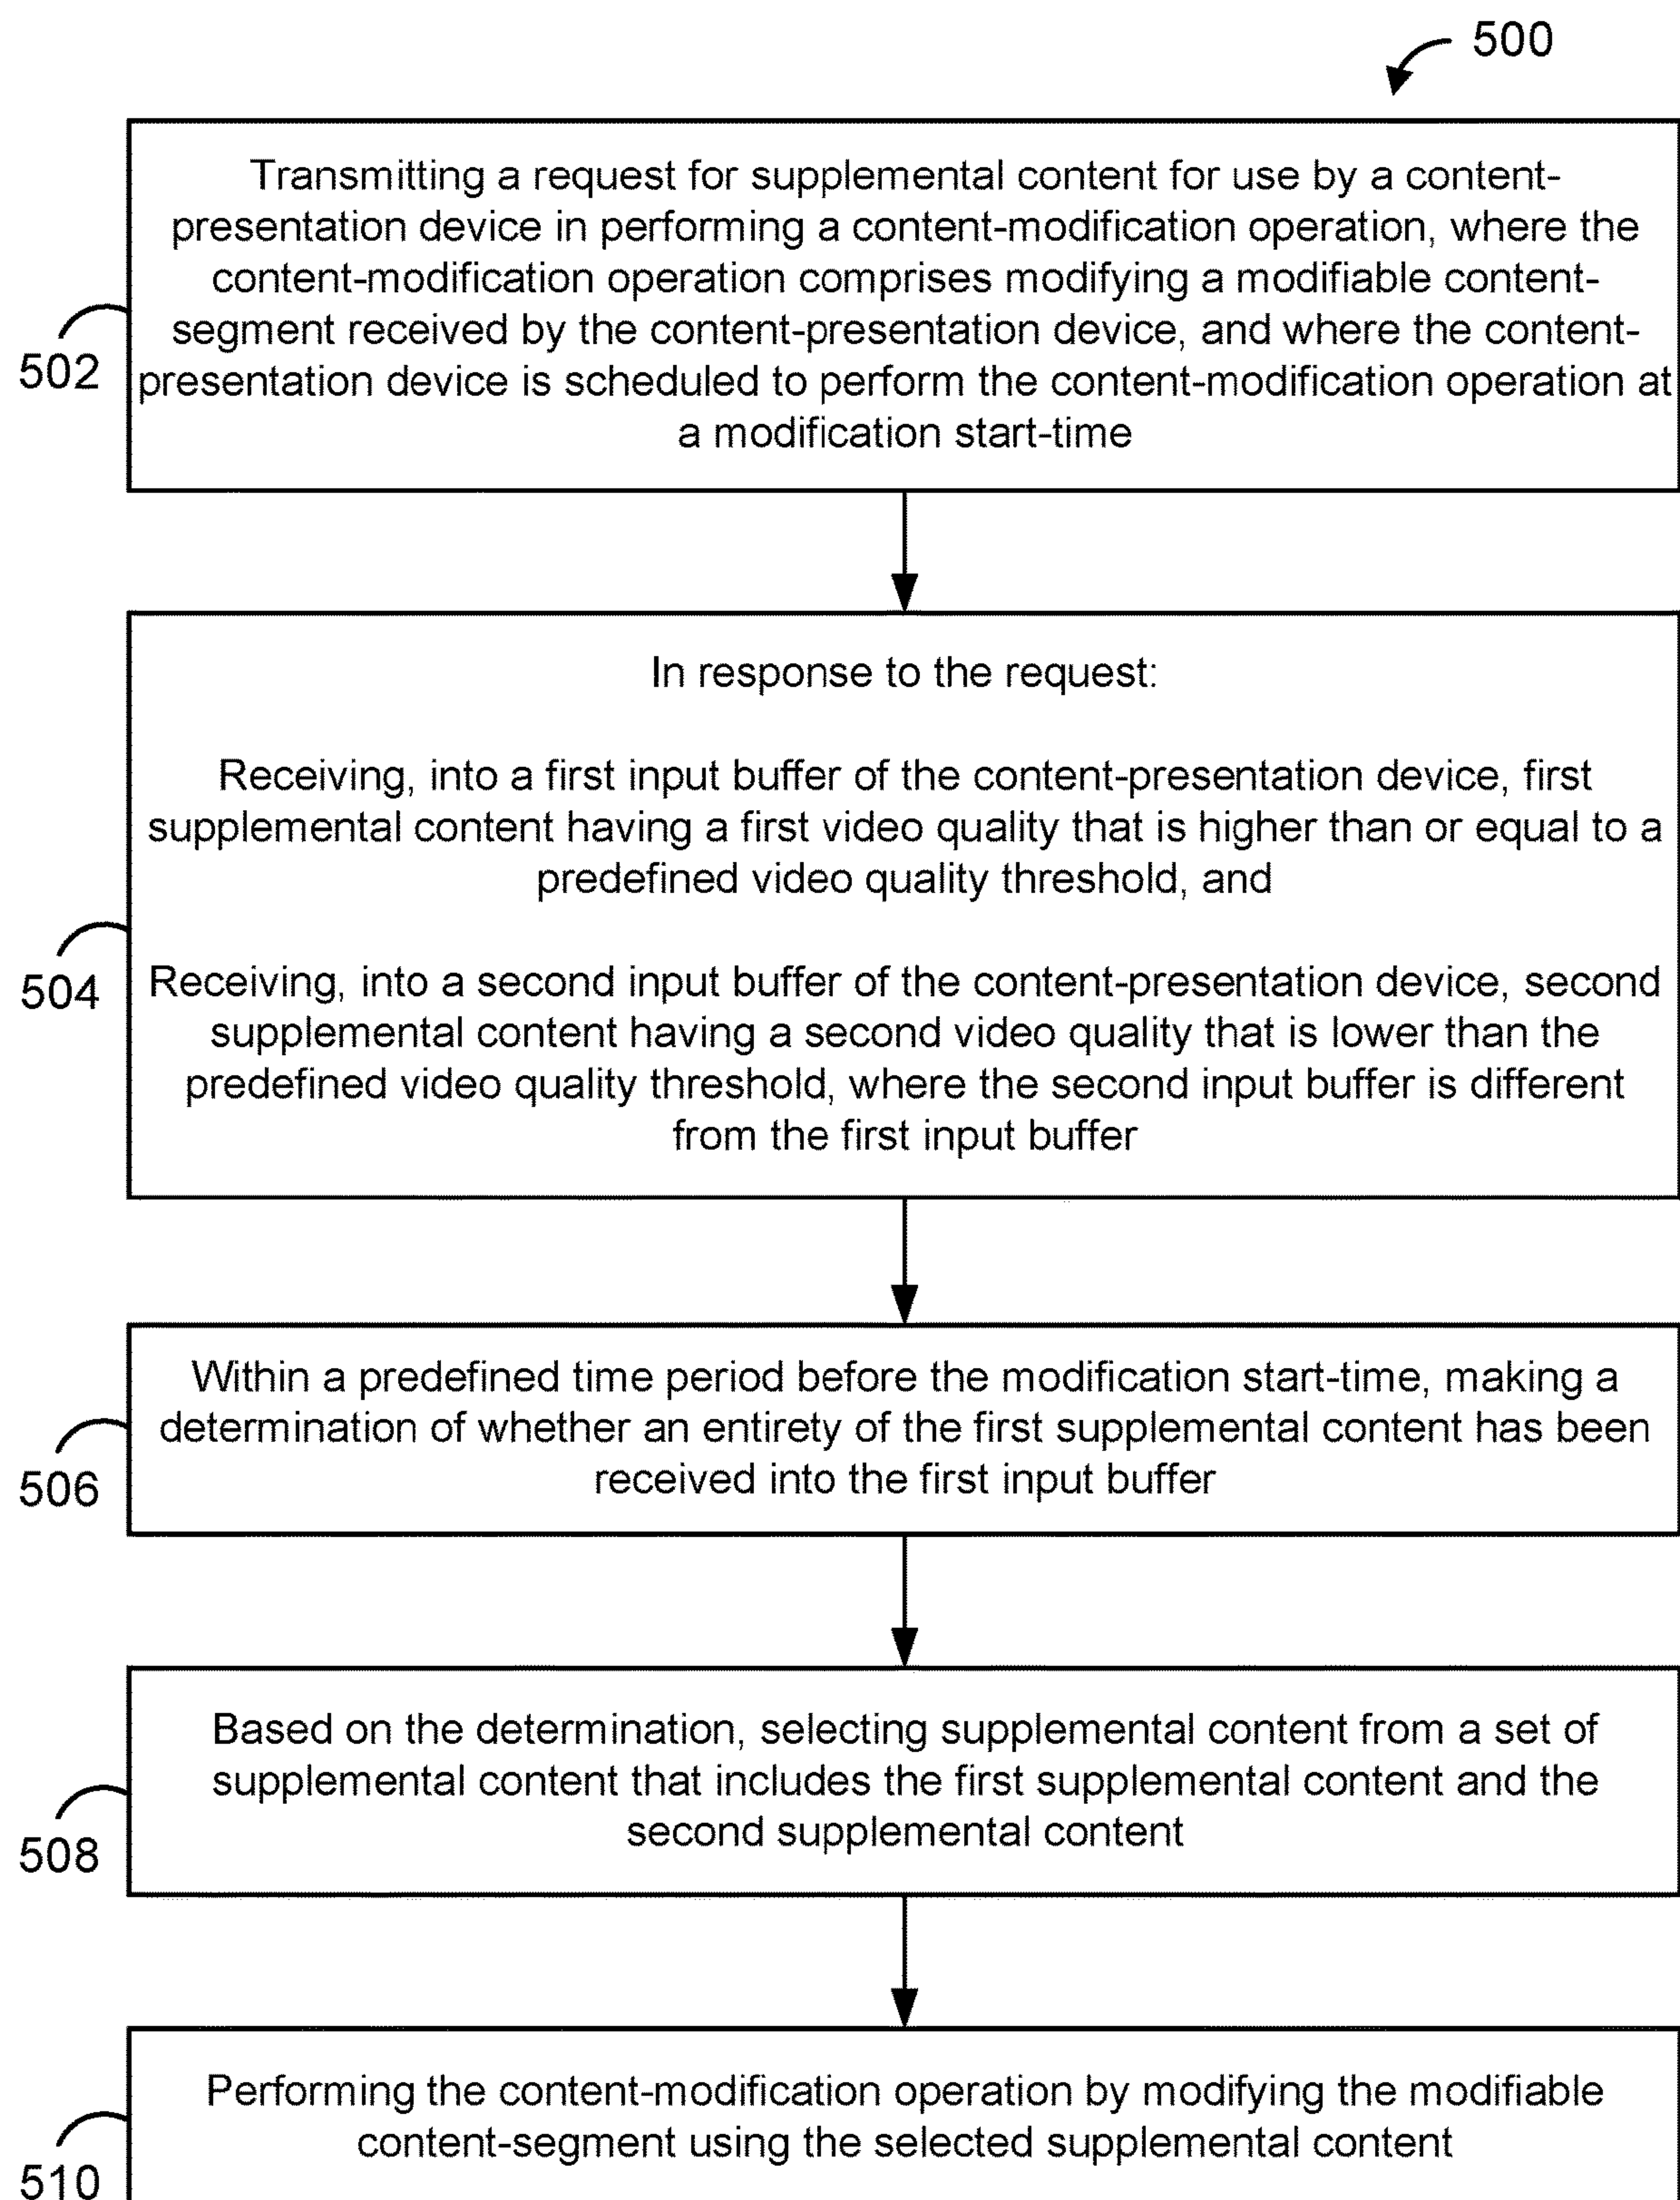 500
Transmitting a request for supplemental content for use by a content-
presentation device in performing a content-modification operation, where the
content-modification operation comprises modifying a modifiable content-
segment received by the content-presentation device, and where the content-
presentation device is scheduled to perform the content-modification operation at
a modification start-time
502
In response to the request:
Receiving, into a first input buffer of the content-presentation device, first
supplemental content having a first video quality that is higher than or equal to a
predefined video quality threshold, and
Receiving, into a second input buffer of the content-presentation device, second
supplemental content having a second video quality that is lower than the
predefined video quality threshold, where the second input buffer is different
from the first input buffer
504
Within a predefined time period before the modification start-time, making a
determination of whether an entirety of the first supplemental content has been
received into the first input buffer
506
Based on the determination, selecting supplemental content from a set of
supplemental content that includes the first supplemental content and the
second supplemental content
508
Performing the content-modification operation by modifying the modifiable
content-segment using the selected supplemental content
510